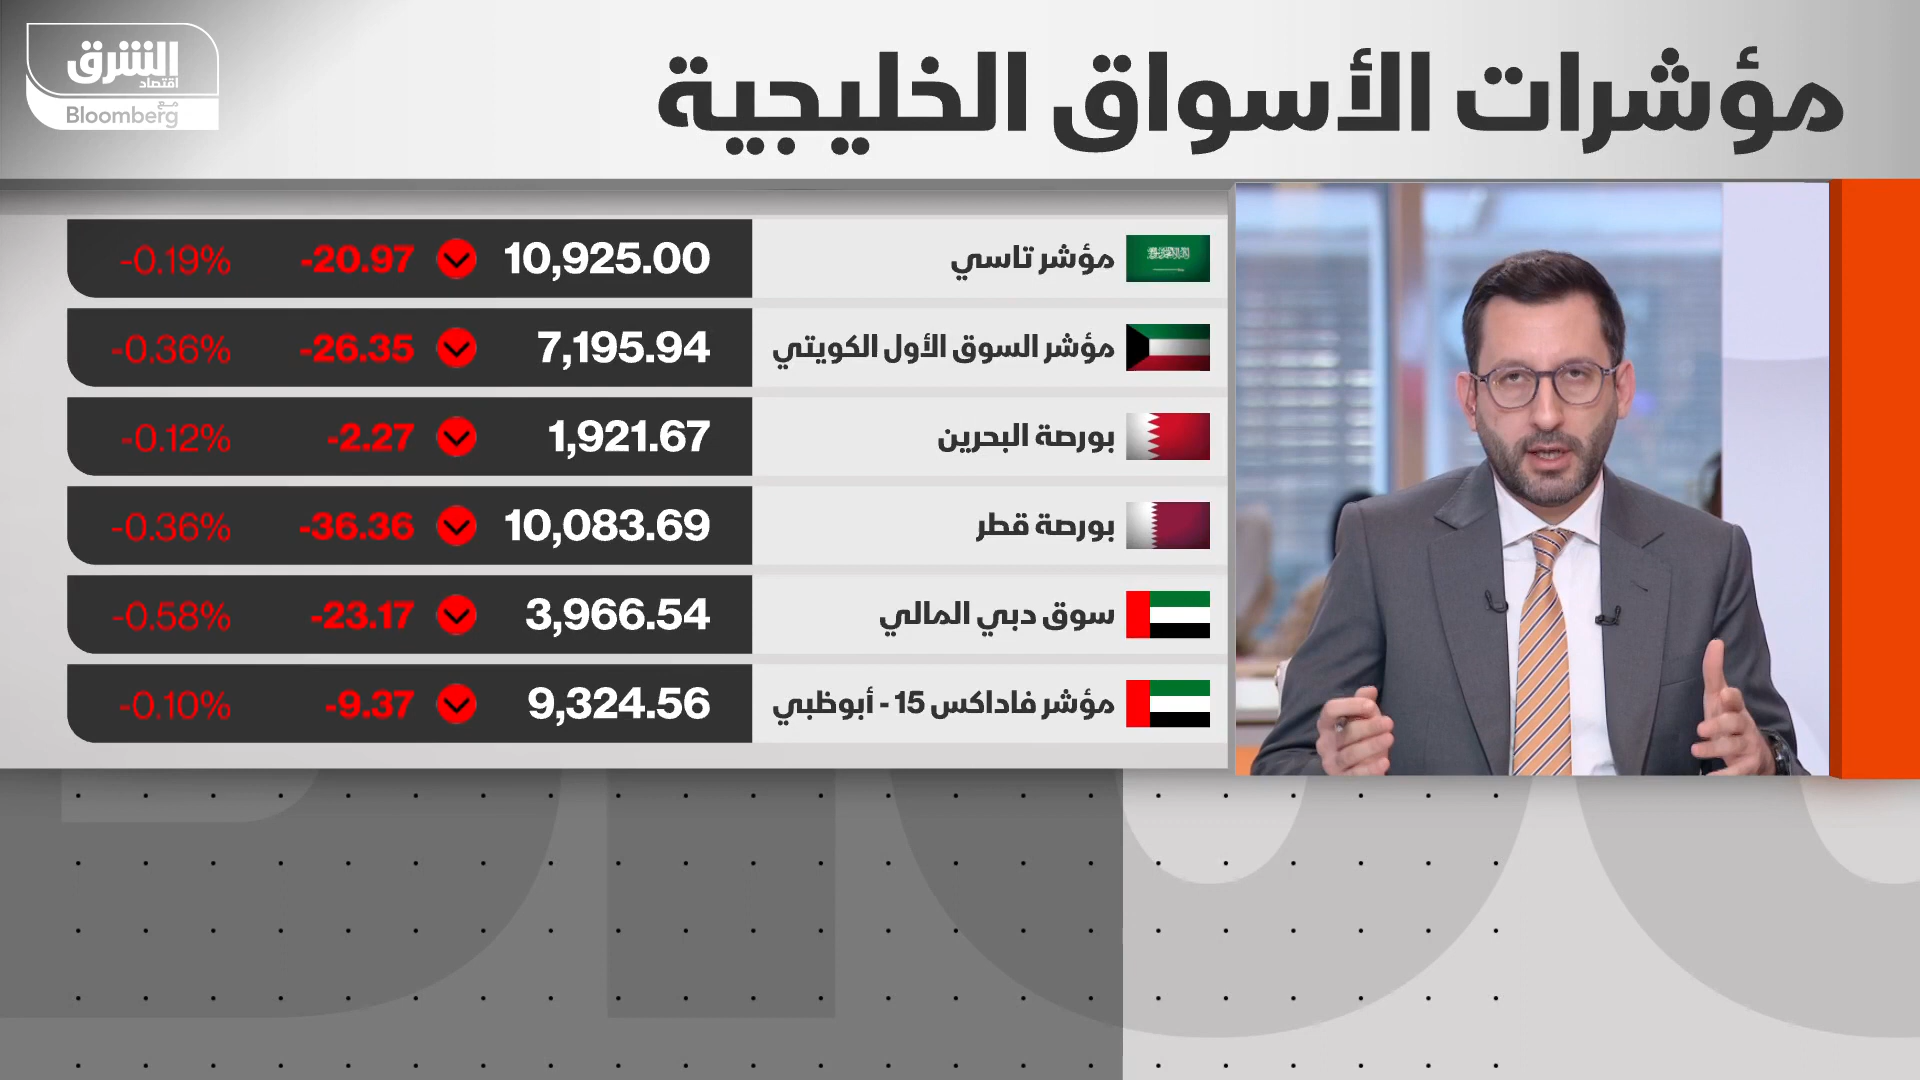 الشرق
اقتصاد
مع
Bloomberg
مؤشرات الأسواق الخليجية
مؤشر تاسي 10,925.00 -20.97 -0.19%
مؤشر السوق الأول الكويتي 7,195.94 -26.35 -0.36%
بورصة البحرين 1,921.67 -2.27 -0.12%
بورصة قطر 10,083.69 -36.36 -0.36%
سوق دبي المالي 3,966.54 -23.17 -0.58%
مؤشر فاداكس 15 - أبوظبي 9,324.56 -9.37 -0.10%